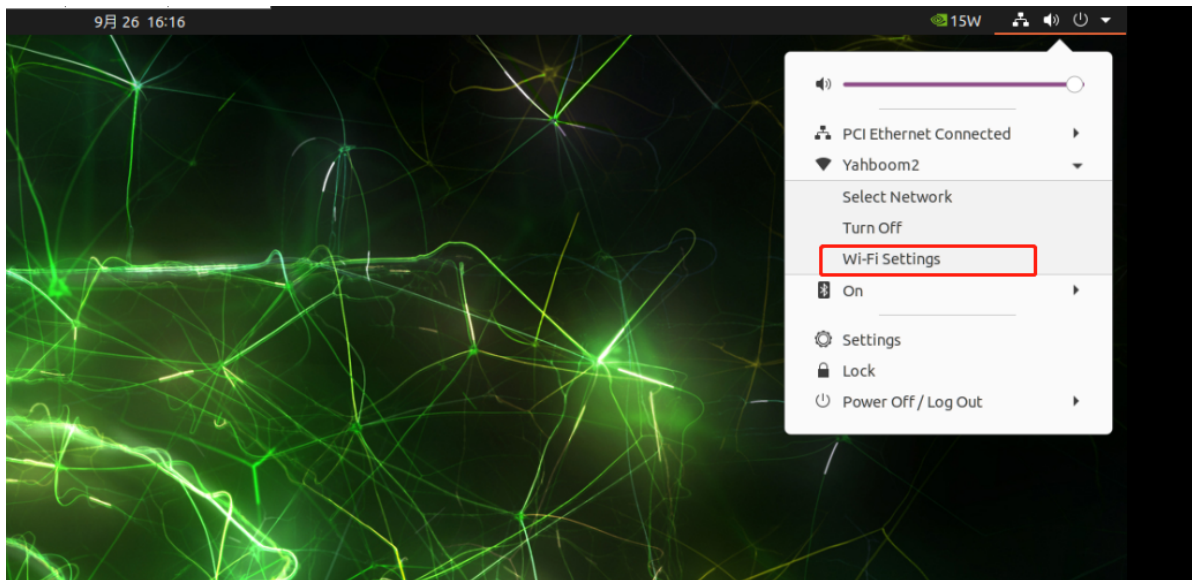 9月 26 16:16
15W
PCI Ethernet Connected
Yahboom2
Select Network
Turn Off
Wi-Fi Settings
On
Settings
Lock
Power Off / Log Out